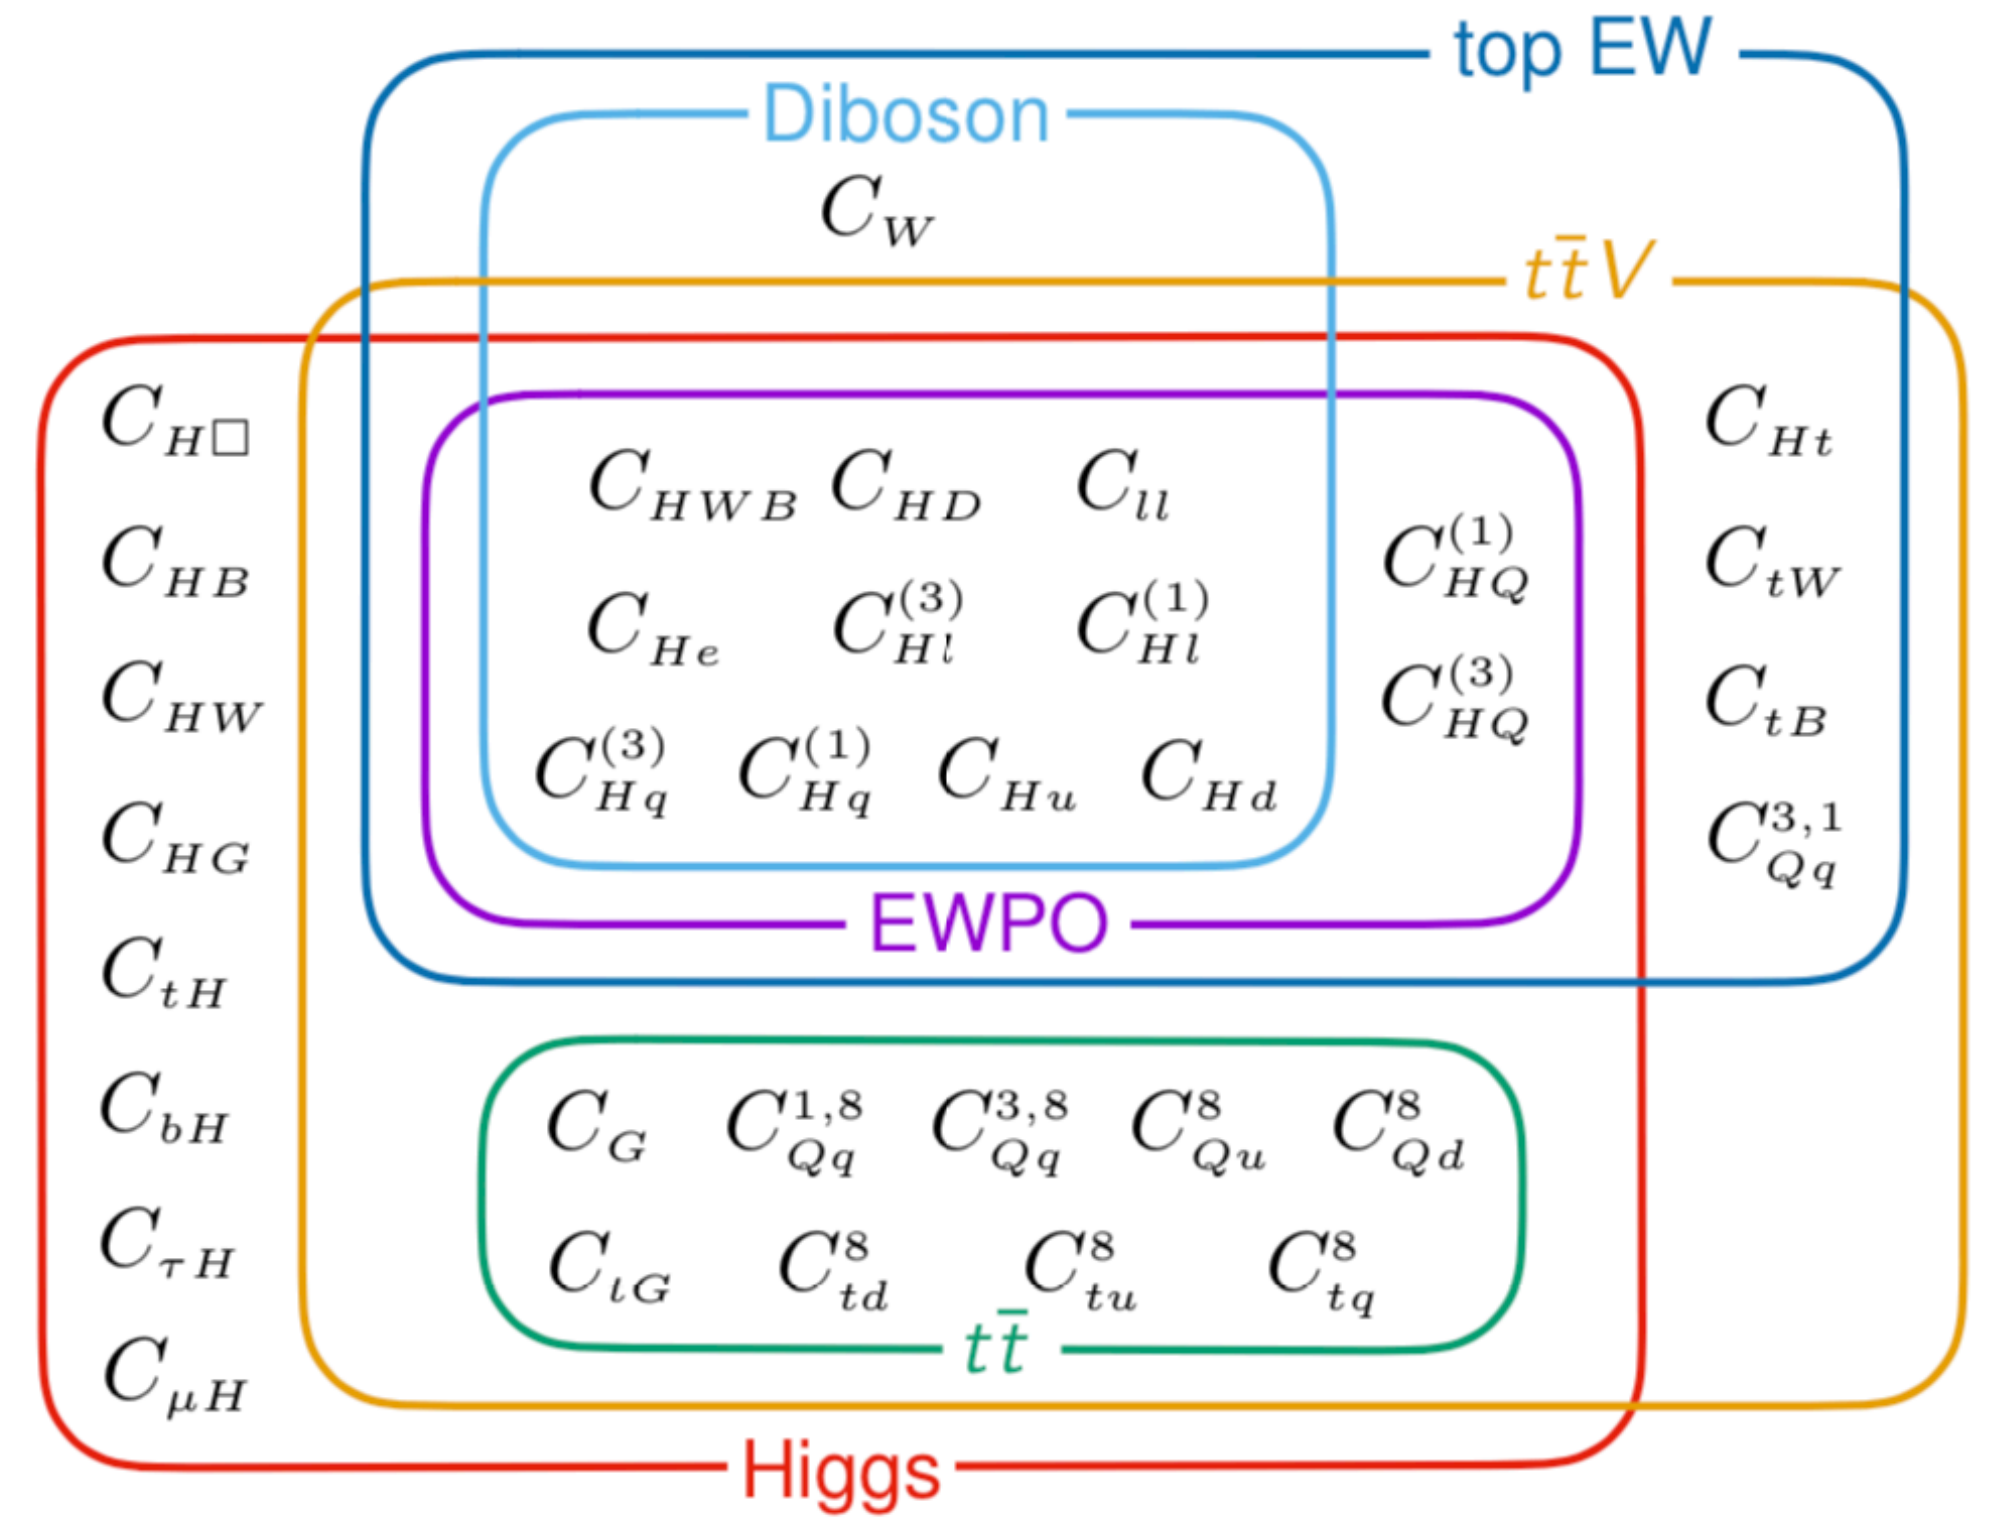 top EW
Diboson
C_W
t\bar{t}V
C_{H□}
C_{HWB} C_{HD} C_{ll}
C_{Ht}
C_{HB}
C_{HQ}^{(1)}
C_{tW}
C_{He} C_{Hl}^{(3)} C_{Hl}^{(1)}
C_{HW}
C_{HQ}^{(3)}
C_{tB}
C_{Hq}^{(3)} C_{Hq}^{(1)} C_{Hu} C_{Hd}
C_{HG}
C_{Qq}^{3,1}
EWPO
C_{tH}
C_{bH}
C_G C_{Qq}^{1,8} C_{Qq}^{3,8} C_{Qu}^{8} C_{Qd}^{8}
C_{τH}
C_{tG} C_{td}^{8} C_{tu}^{8} C_{tq}^{8}
t\bar{t}
C_{μH}
Higgs